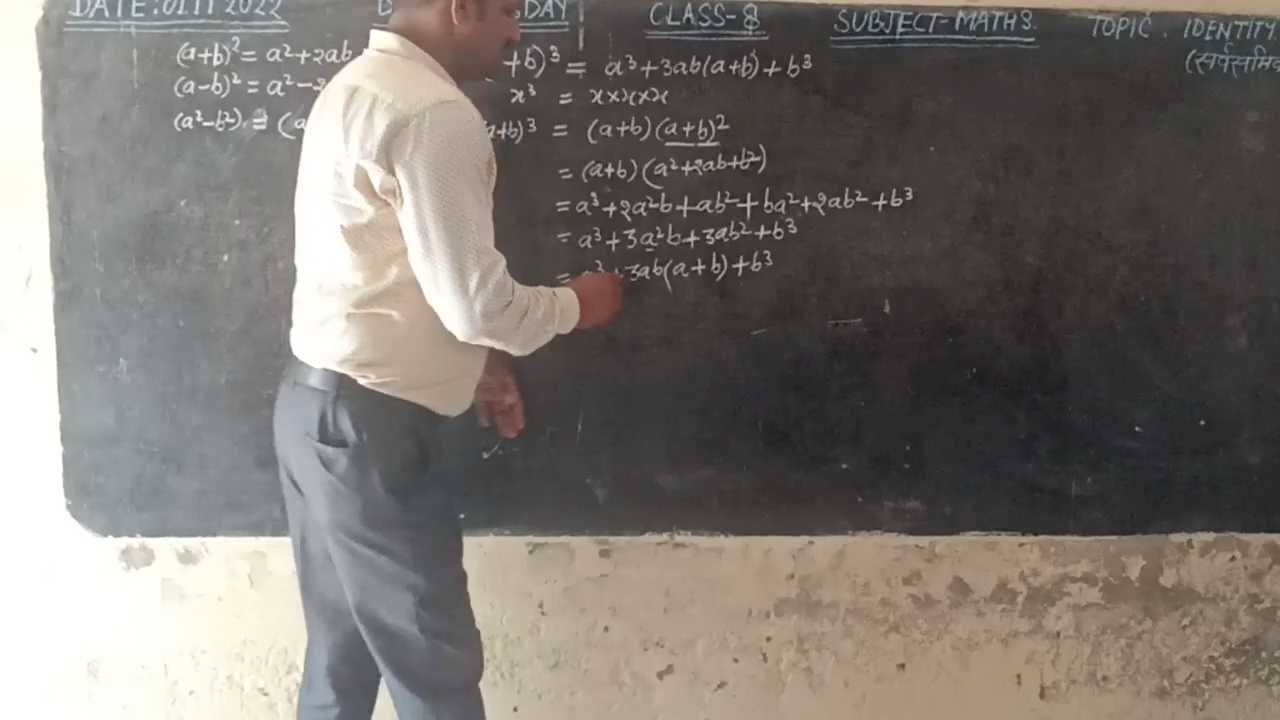 DATE: 01 11 2022 DAY CLASS-8 SUBJECT-MATHS. TOPIC. IDENTITY
(सर्वसमि
(a+b)² = a²+2ab
(a-b)² = a²-
(a²-b²) = (a
+b)³ = a³+3ab(a+b)+b³
x³ = x×x×x
a+b)³ = (a+b)(a+b)²
= (a+b)(a²+2ab+b²)
= a³+2a²b+ab²+ba²+2ab²+b³
= a³+3a²b+3ab²+b³
= a³+3ab(a+b)+b³